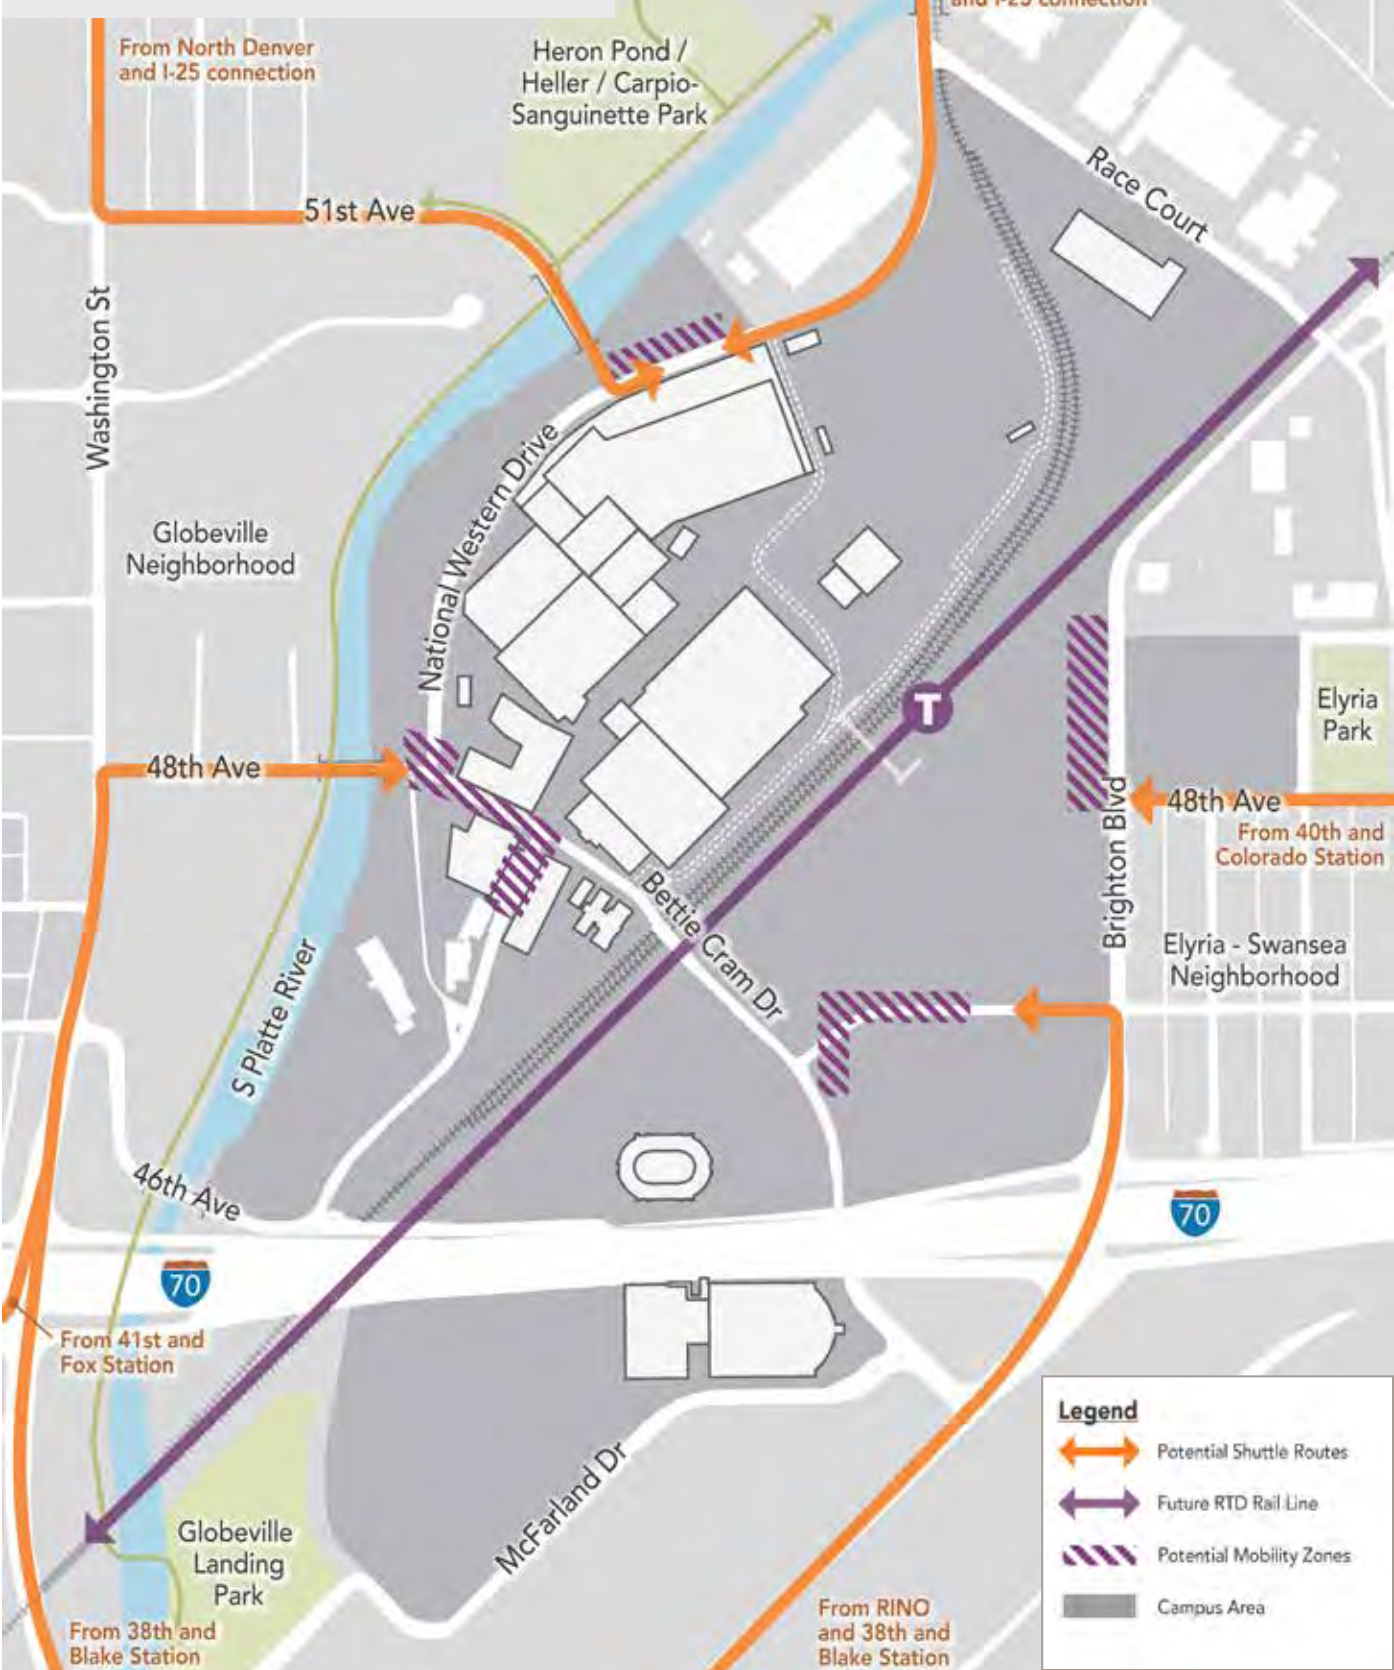 and I-25 connection
From North Denver
and I-25 connection
Heron Pond /
Heller / Carpio-
Sanguinette Park
Race Court
51st Ave
Washington St
National Western Drive
Globeville
Neighborhood
T
Elyria
Park
48th Ave
48th Ave
From 40th and
Colorado Station
Brighton Blvd
Bettie Cram Dr
Elyria - Swansea
Neighborhood
S Platte River
46th Ave
70
70
From 41st and
Fox Station
McFarland Dr
Globeville
Landing
Park
From 38th and
Blake Station
From RINO
and 38th and
Blake Station
Legend
Potential Shuttle Routes
Future RTD Rail Line
Potential Mobility Zones
Campus Area